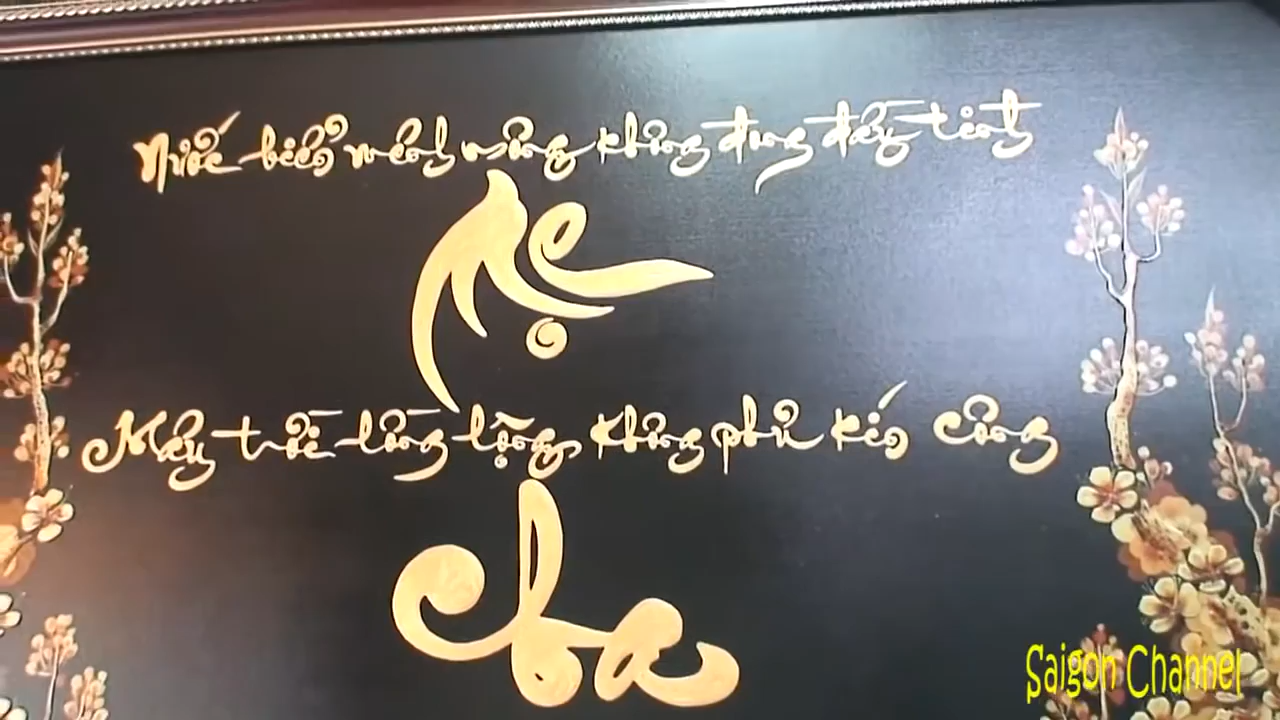 Nước biển mênh mông không đong đầy tình
Mẹ
Mây trời lồng lộng không phủ kín công
Cha
Saigon Channel